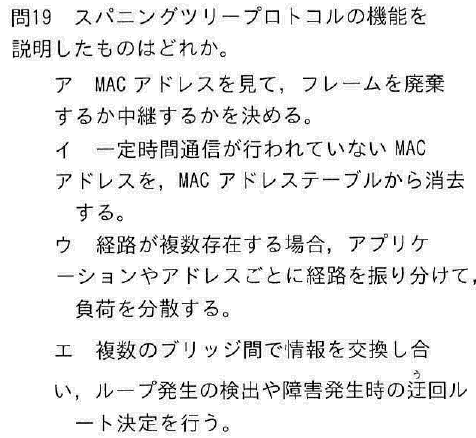 問19 スパニングツリープロトコルの機能を
説明したものはどれか。
ア MAC アドレスを見て，フレームを廃棄
するか中継するかを決める。
イ 一定時間通信が行われていない MAC
アドレスを，MAC アドレステーブルから消去
する。
ウ 経路が複数存在する場合，アプリケ
ーションやアドレスごとに経路を振り分けて，
負荷を分散する。
エ 複数のブリッジ間で情報を交換し合
い，ループ発生の検出や障害発生時の迂回ル
ート決定を行う。